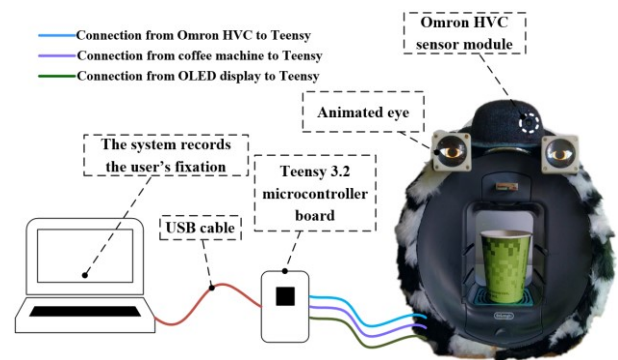 Connection from Omron HVC to Teensy
Connection from coffee machine to Teensy
Connection from OLED display to Teensy
Omron HVC
sensor module
Animated eye
The system records
the user's fixation
Teensy 3.2
microcontroller
board
USB cable